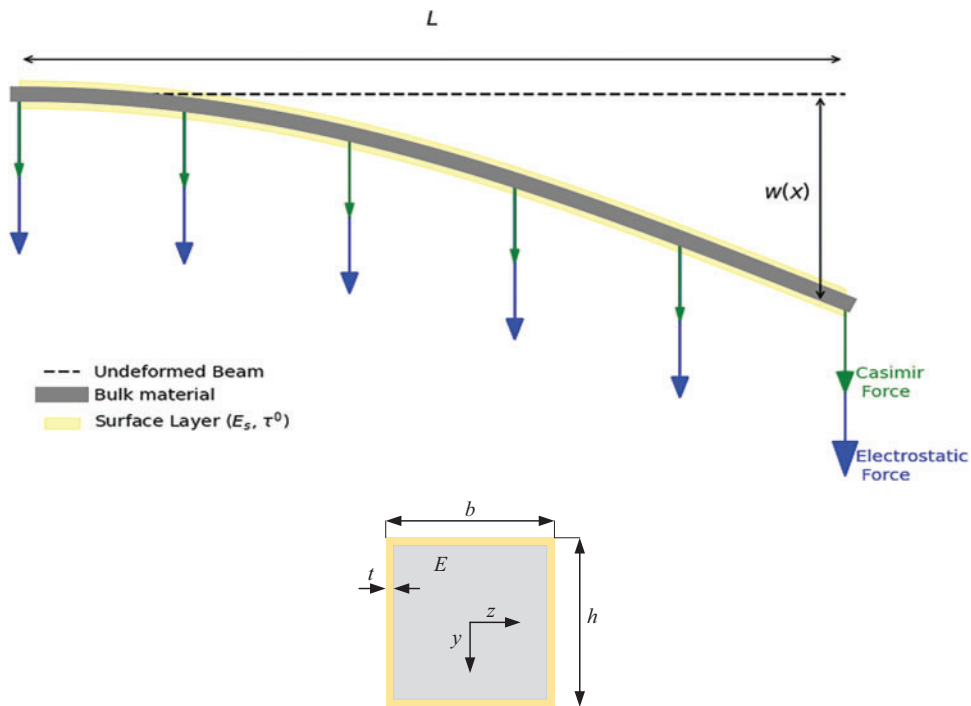 L
w(x)
Undeformed Beam
Bulk material
Surface Layer (Eₛ, τ⁰)
Casimir
Force
Electrostatic
Force
b
t
E
z
y
h